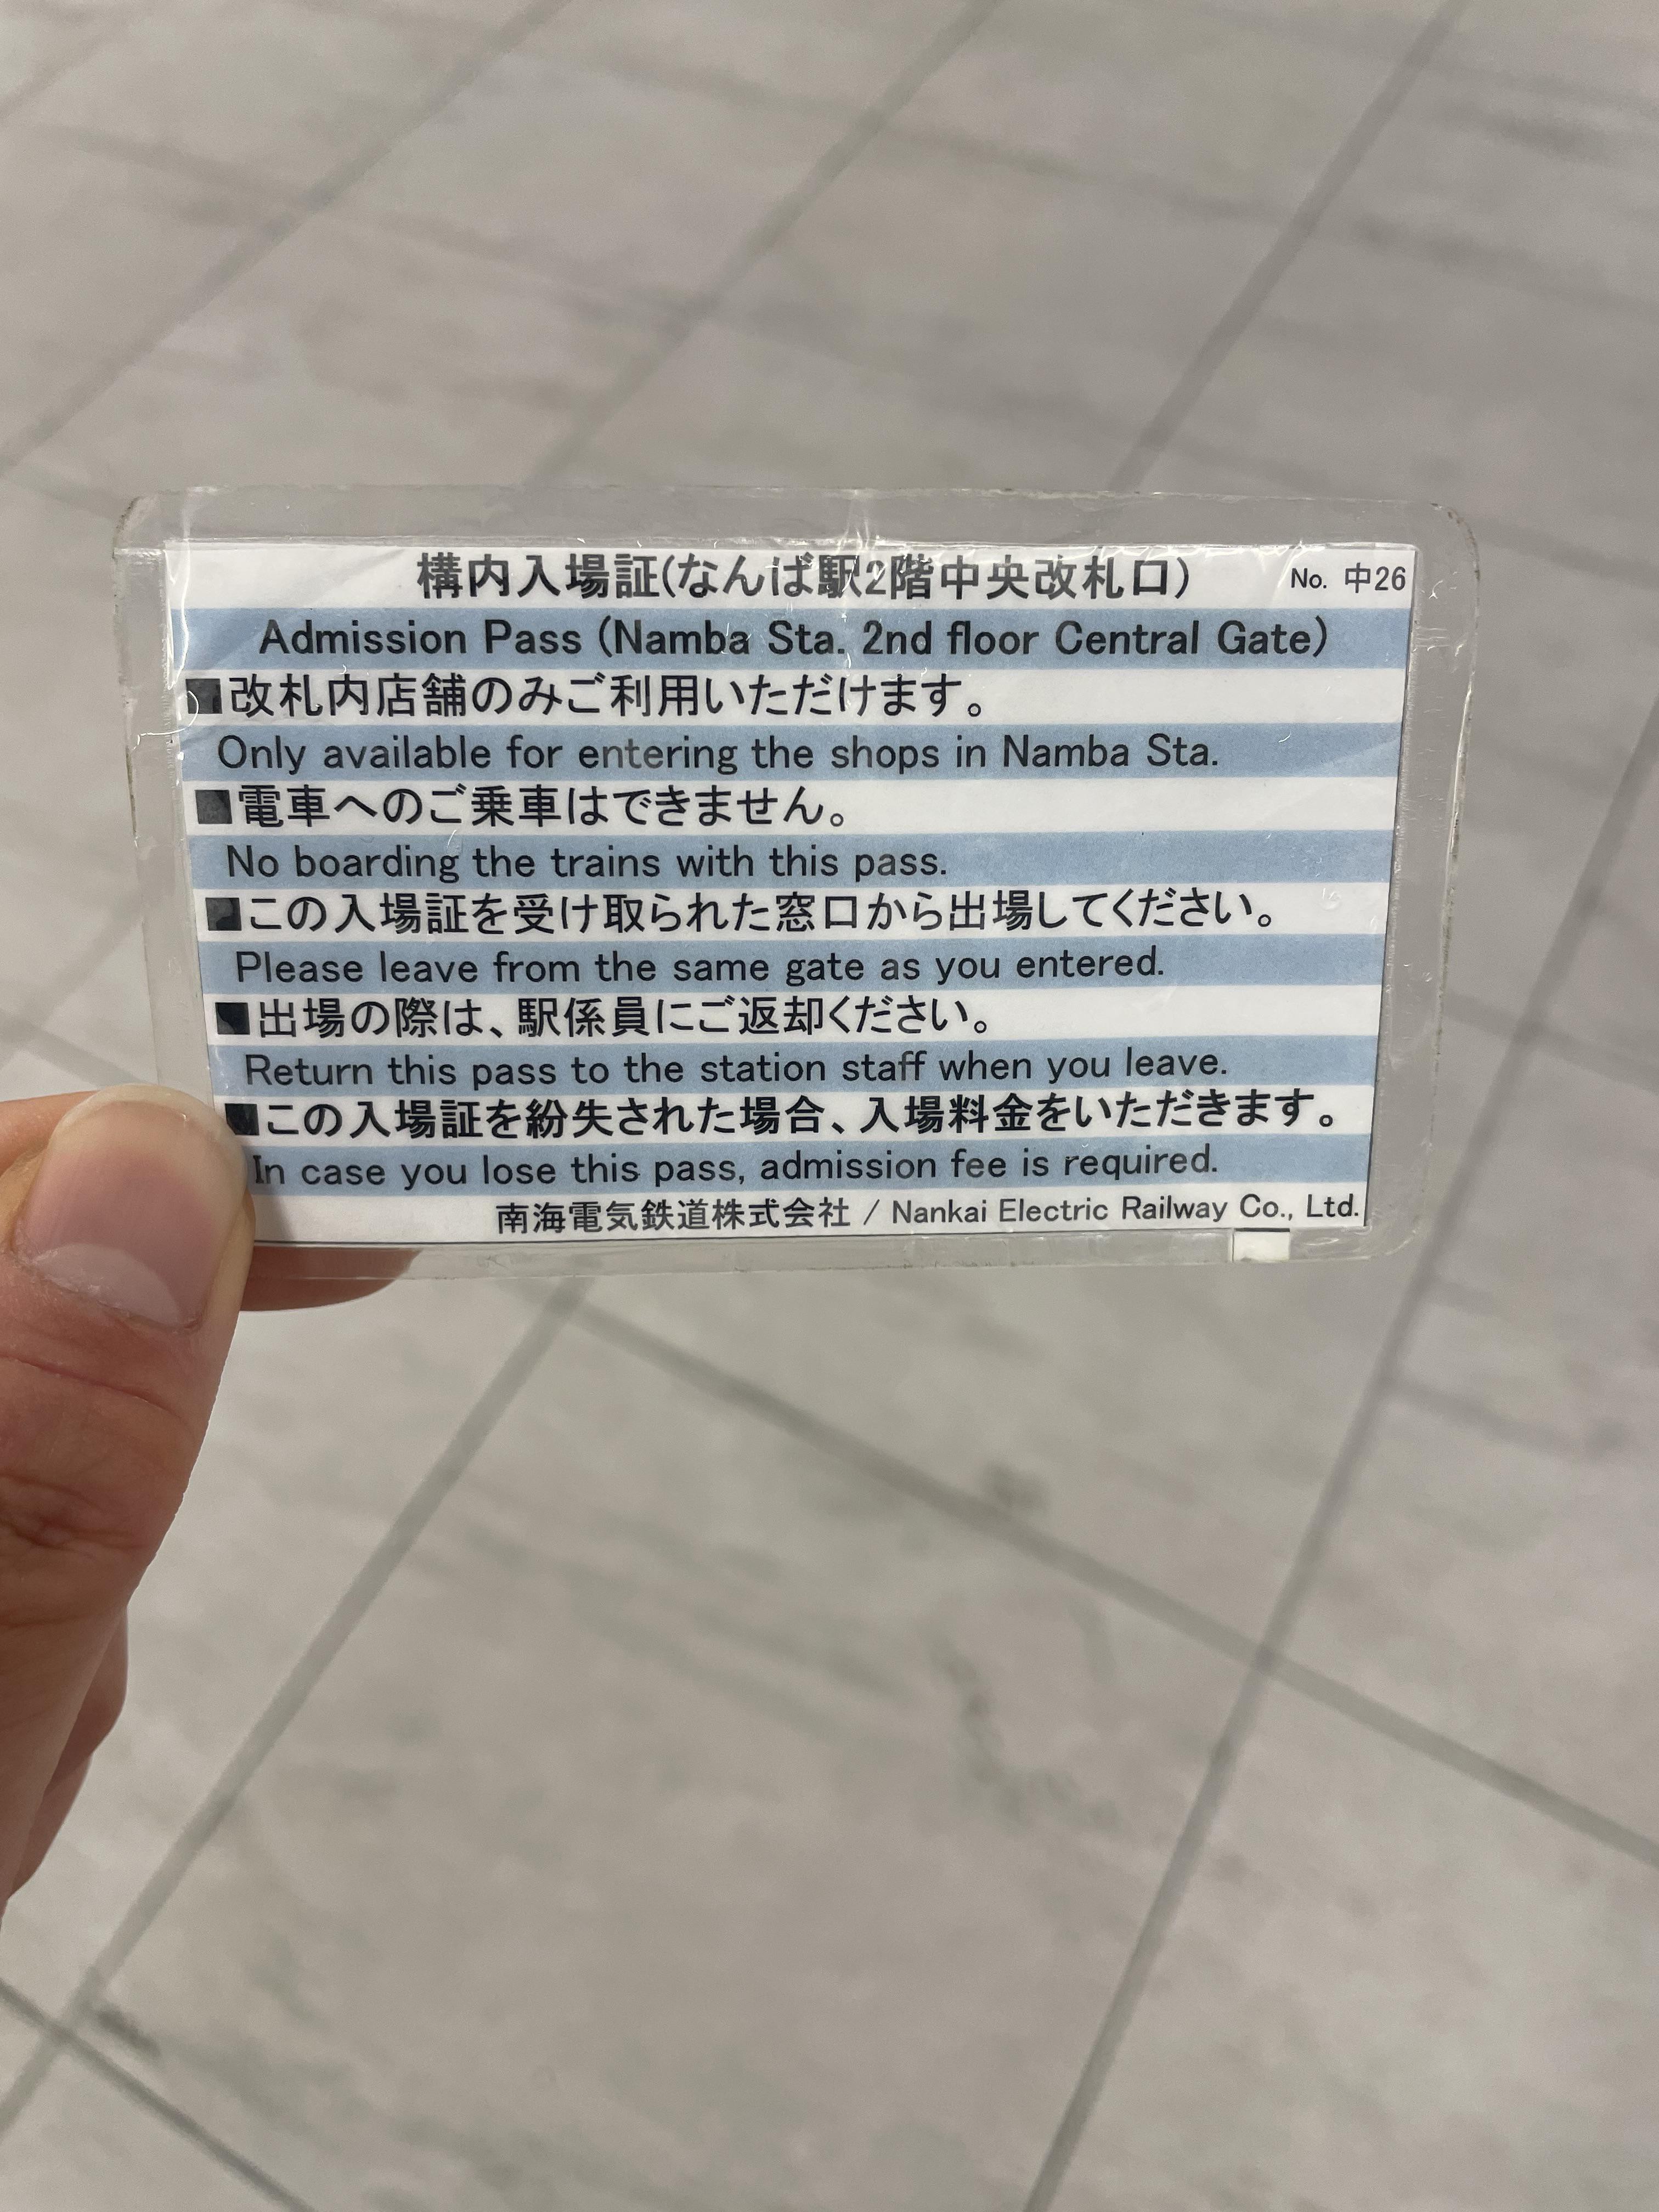 構内入場証(なんば駅2階中央改札口) No. 中26
Admission Pass (Namba Sta. 2nd floor Central Gate)
■改札内店舗のみご利用いただけます。
Only available for entering the shops in Namba Sta.
■電車へのご乗車はできません。
No boarding the trains with this pass.
■この入場証を受け取られた窓口から出場してください。
Please leave from the same gate as you entered.
■出場の際は、駅係員にご返却ください。
Return this pass to the station staff when you leave.
■この入場証を紛失された場合、入場料金をいただきます。
In case you lose this pass, admission fee is required.
南海電気鉄道株式会社 / Nankai Electric Railway Co., Ltd.